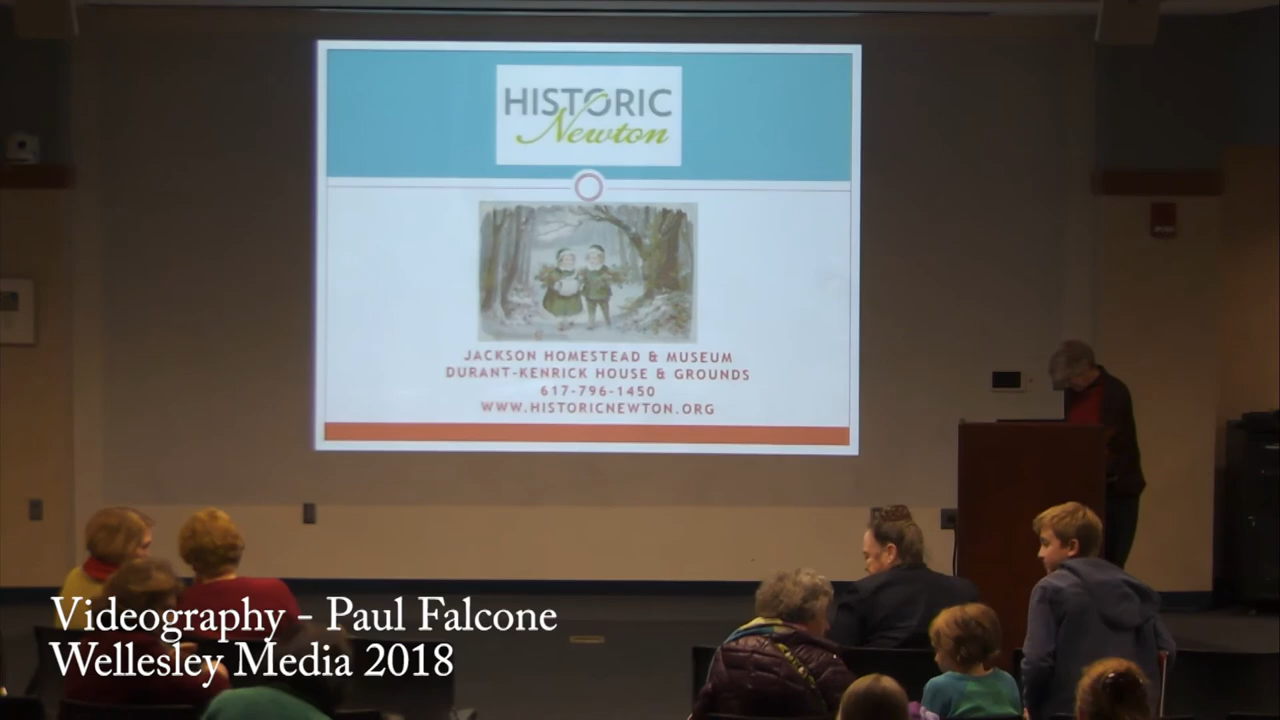 HISTORIC
Newton
JACKSON HOMESTEAD & MUSEUM
DURANT-KENRICK HOUSE & GROUNDS
617-796-1450
WWW.HISTORICNEWTON.ORG
Videography - Paul Falcone
Wellesley Media 2018